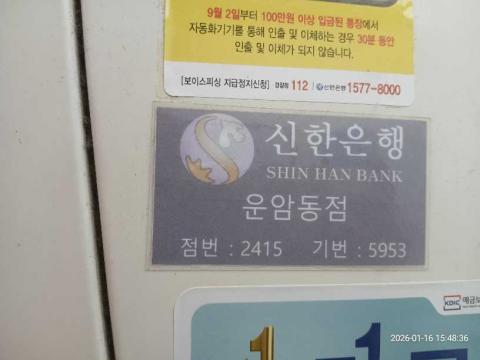 9월 2일부터 100만원 이상 입금된 통장에서
자동화기기를 통해 인출 및 이체하는 경우 30분 동안
인출 및 이체가 되지 않습니다.
[보이스피싱 지급정지신청] 경찰청 112 / 신한은행 1577-8000
신한은행
SHIN HAN BANK
운암동점
점번 : 2415 기번 : 5953
KDIC 예금보
1
2026-01-16 15:48:36